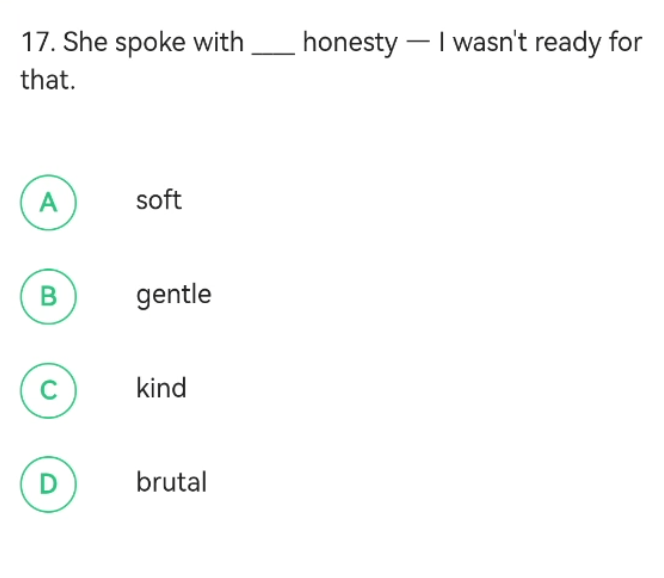 17. She spoke with ____ honesty — I wasn't ready for
that.
A soft
B gentle
C kind
D brutal